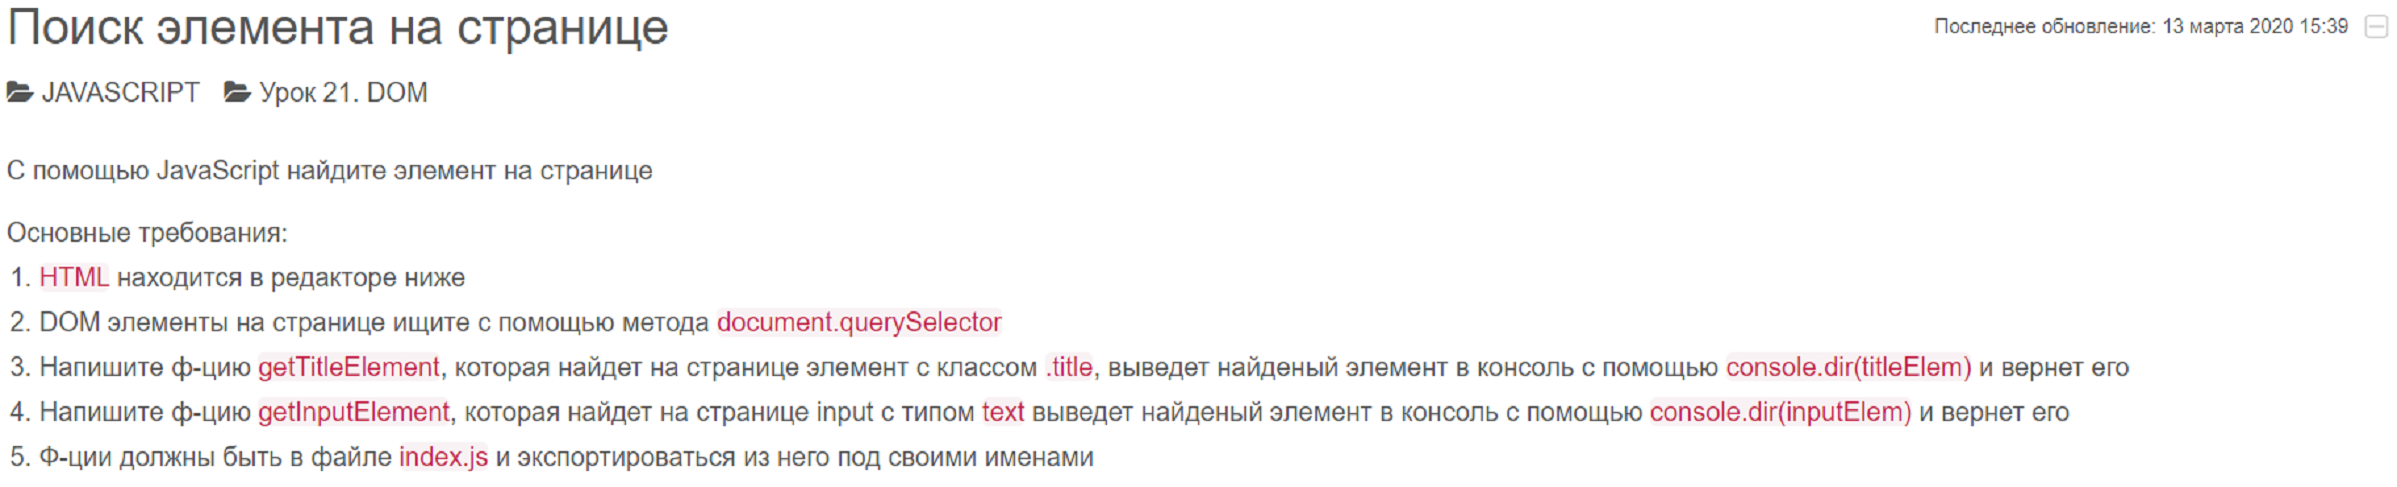 Поиск элемента на странице
Последнее обновление: 13 марта 2020 15:39
JAVASCRIPT Урок 21. DOM
С помощью JavaScript найдите элемент на странице
Основные требования:
1. HTML находится в редакторе ниже
2. DOM элементы на странице ищите с помощью метода document.querySelector
3. Напишите ф-цию getTitleElement, которая найдет на странице элемент с классом .title, выведет найденый элемент в консоль с помощью console.dir(titleElem) и вернет его
4. Напишите ф-цию getInputElement, которая найдет на странице input с типом text выведет найденый элемент в консоль с помощью console.dir(inputElem) и вернет его
5. Ф-ции должны быть в файле index.js и экспортироваться из него под своими именами